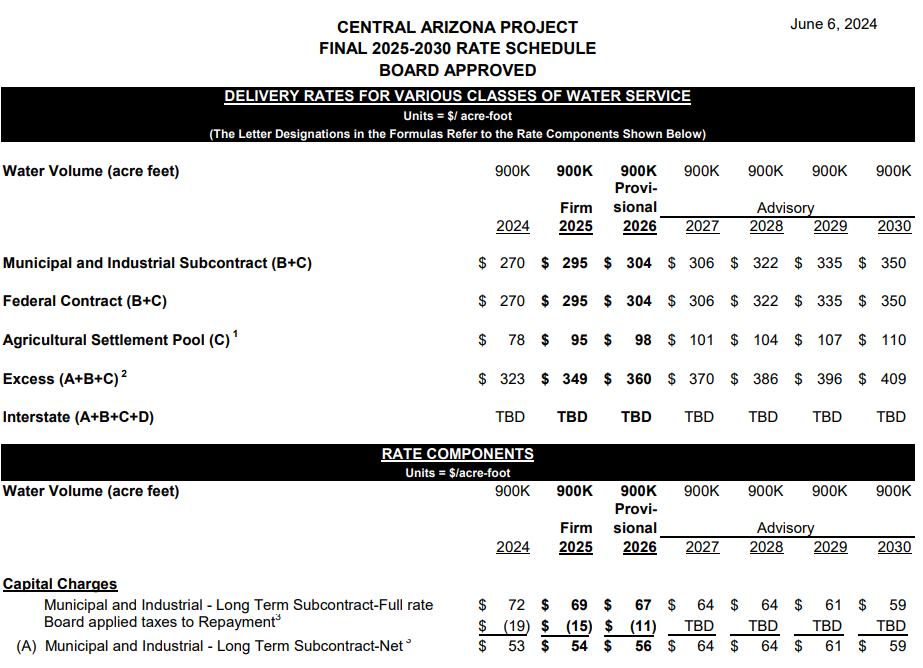 June 6, 2024
CENTRAL ARIZONA PROJECT
FINAL 2025-2030 RATE SCHEDULE
BOARD APPROVED
DELIVERY RATES FOR VARIOUS CLASSES OF WATER SERVICE
Units = $/ acre-foot
(The Letter Designations in the Formulas Refer to the Rate Components Shown Below)
Water Volume (acre feet) 900K 900K 900K 900K 900K 900K 900K
Provi-
Firm sional Advisory
2024 2025 2026 2027 2028 2029 2030
Municipal and Industrial Subcontract (B+C) $ 270 $ 295 $ 304 $ 306 $ 322 $ 335 $ 350
Federal Contract (B+C) $ 270 $ 295 $ 304 $ 306 $ 322 $ 335 $ 350
Agricultural Settlement Pool (C) 1 $ 78 $ 95 $ 98 $ 101 $ 104 $ 107 $ 110
Excess (A+B+C) 2 $ 323 $ 349 $ 360 $ 370 $ 386 $ 396 $ 409
Interstate (A+B+C+D) TBD TBD TBD TBD TBD TBD TBD
RATE COMPONENTS
Units = $/acre-foot
Water Volume (acre feet) 900K 900K 900K 900K 900K 900K 900K
Provi-
Firm sional Advisory
2024 2025 2026 2027 2028 2029 2030
Capital Charges
Municipal and Industrial - Long Term Subcontract-Full rate $ 72 $ 69 $ 67 $ 64 $ 64 $ 61 $ 59
Board applied taxes to Repayment3 $ (19) $ (15) $ (11) TBD TBD TBD TBD
(A) Municipal and Industrial - Long Term Subcontract-Net 3 $ 53 $ 54 $ 56 $ 64 $ 64 $ 61 $ 59